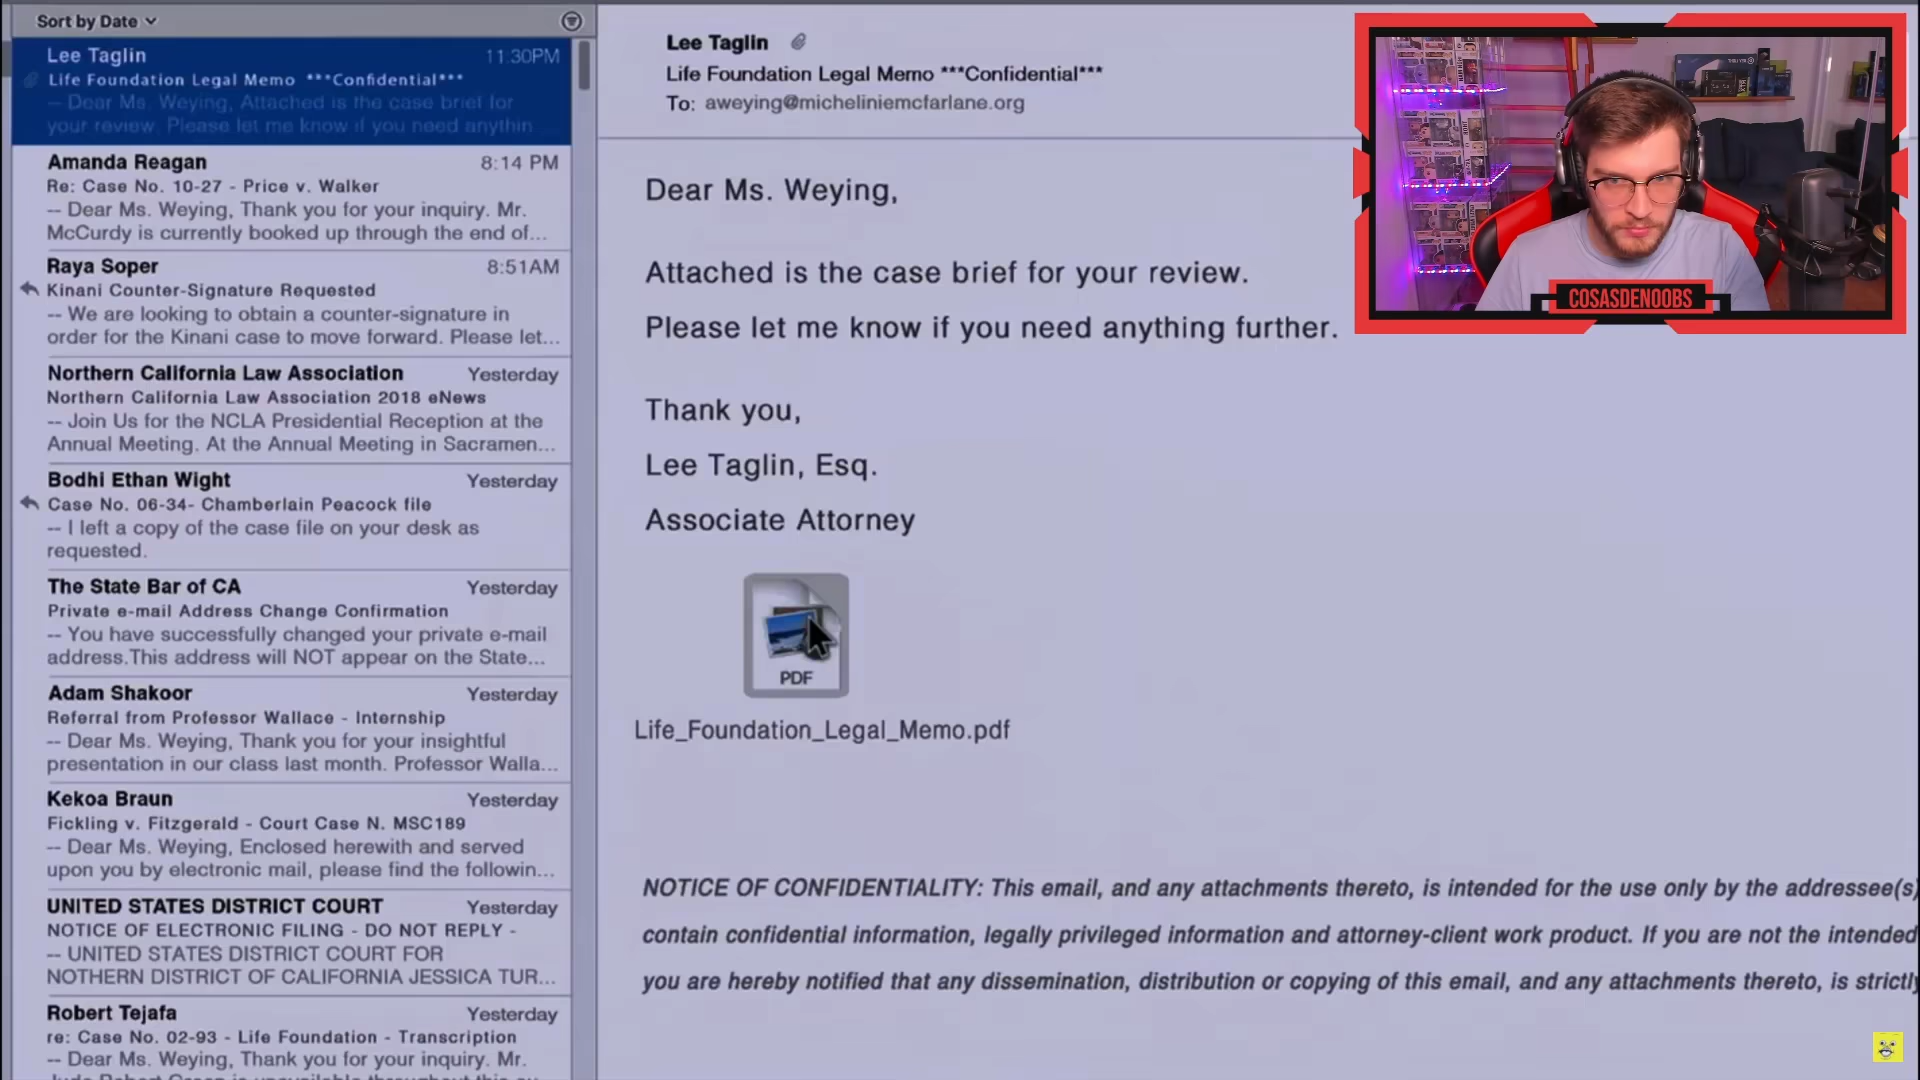 Sort by Date
Lee Taglin 11:30PM
Life Foundation Legal Memo ***Confidential***
-- Dear Ms. Weying, Attached is the case brief for
your review. Please let me know if you need anythin
Amanda Reagan 8:14 PM
Re: Case No. 10-27 - Price v. Walker
-- Dear Ms. Weying, Thank you for your inquiry. Mr.
McCurdy is currently booked up through the end of...
Raya Soper 8:51AM
Kinani Counter-Signature Requested
-- We are looking to obtain a counter-signature in
order for the Kinani case to move forward. Please let...
Northern California Law Association Yesterday
Northern California Law Association 2018 eNews
-- Join Us for the NCLA Presidential Reception at the
Annual Meeting. At the Annual Meeting in Sacramen...
Bodhi Ethan Wight Yesterday
Case No. 06-34- Chamberlain Peacock file
-- I left a copy of the case file on your desk as
requested.
The State Bar of CA Yesterday
Private e-mail Address Change Confirmation
-- You have successfully changed your private e-mail
address.This address will NOT appear on the State...
Adam Shakoor Yesterday
Referral from Professor Wallace - Internship
-- Dear Ms. Weying, Thank you for your insightful
presentation in our class last month. Professor Walla...
Kekoa Braun Yesterday
Fickling v. Fitzgerald - Court Case N. MSC189
-- Dear Ms. Weying, Enclosed herewith and served
upon you by electronic mail, please find the followin...
UNITED STATES DISTRICT COURT Yesterday
NOTICE OF ELECTRONIC FILING - DO NOT REPLY -
-- UNITED STATES DISTRICT COURT FOR
NOTHERN DISTRICT OF CALIFORNIA JESSICA TUR...
Robert Tejafa Yesterday
re: Case No. 02-93 - Life Foundation - Transcription
-- Dear Ms. Weying, Thank you for your inquiry. Mr.
Lee Taglin
Life Foundation Legal Memo ***Confidential***
To: aweying@micheliniemcfarlane.org
Dear Ms. Weying,
Attached is the case brief for your review.
Please let me know if you need anything further.
Thank you,
Lee Taglin, Esq.
Associate Attorney
PDF
Life_Foundation_Legal_Memo.pdf
NOTICE OF CONFIDENTIALITY: This email, and any attachments thereto, is intended for the use only by the addressee(s)
contain confidential information, legally privileged information and attorney-client work product. If you are not the intended
you are hereby notified that any dissemination, distribution or copying of this email, and any attachments thereto, is strictly
COSASDENOOBS